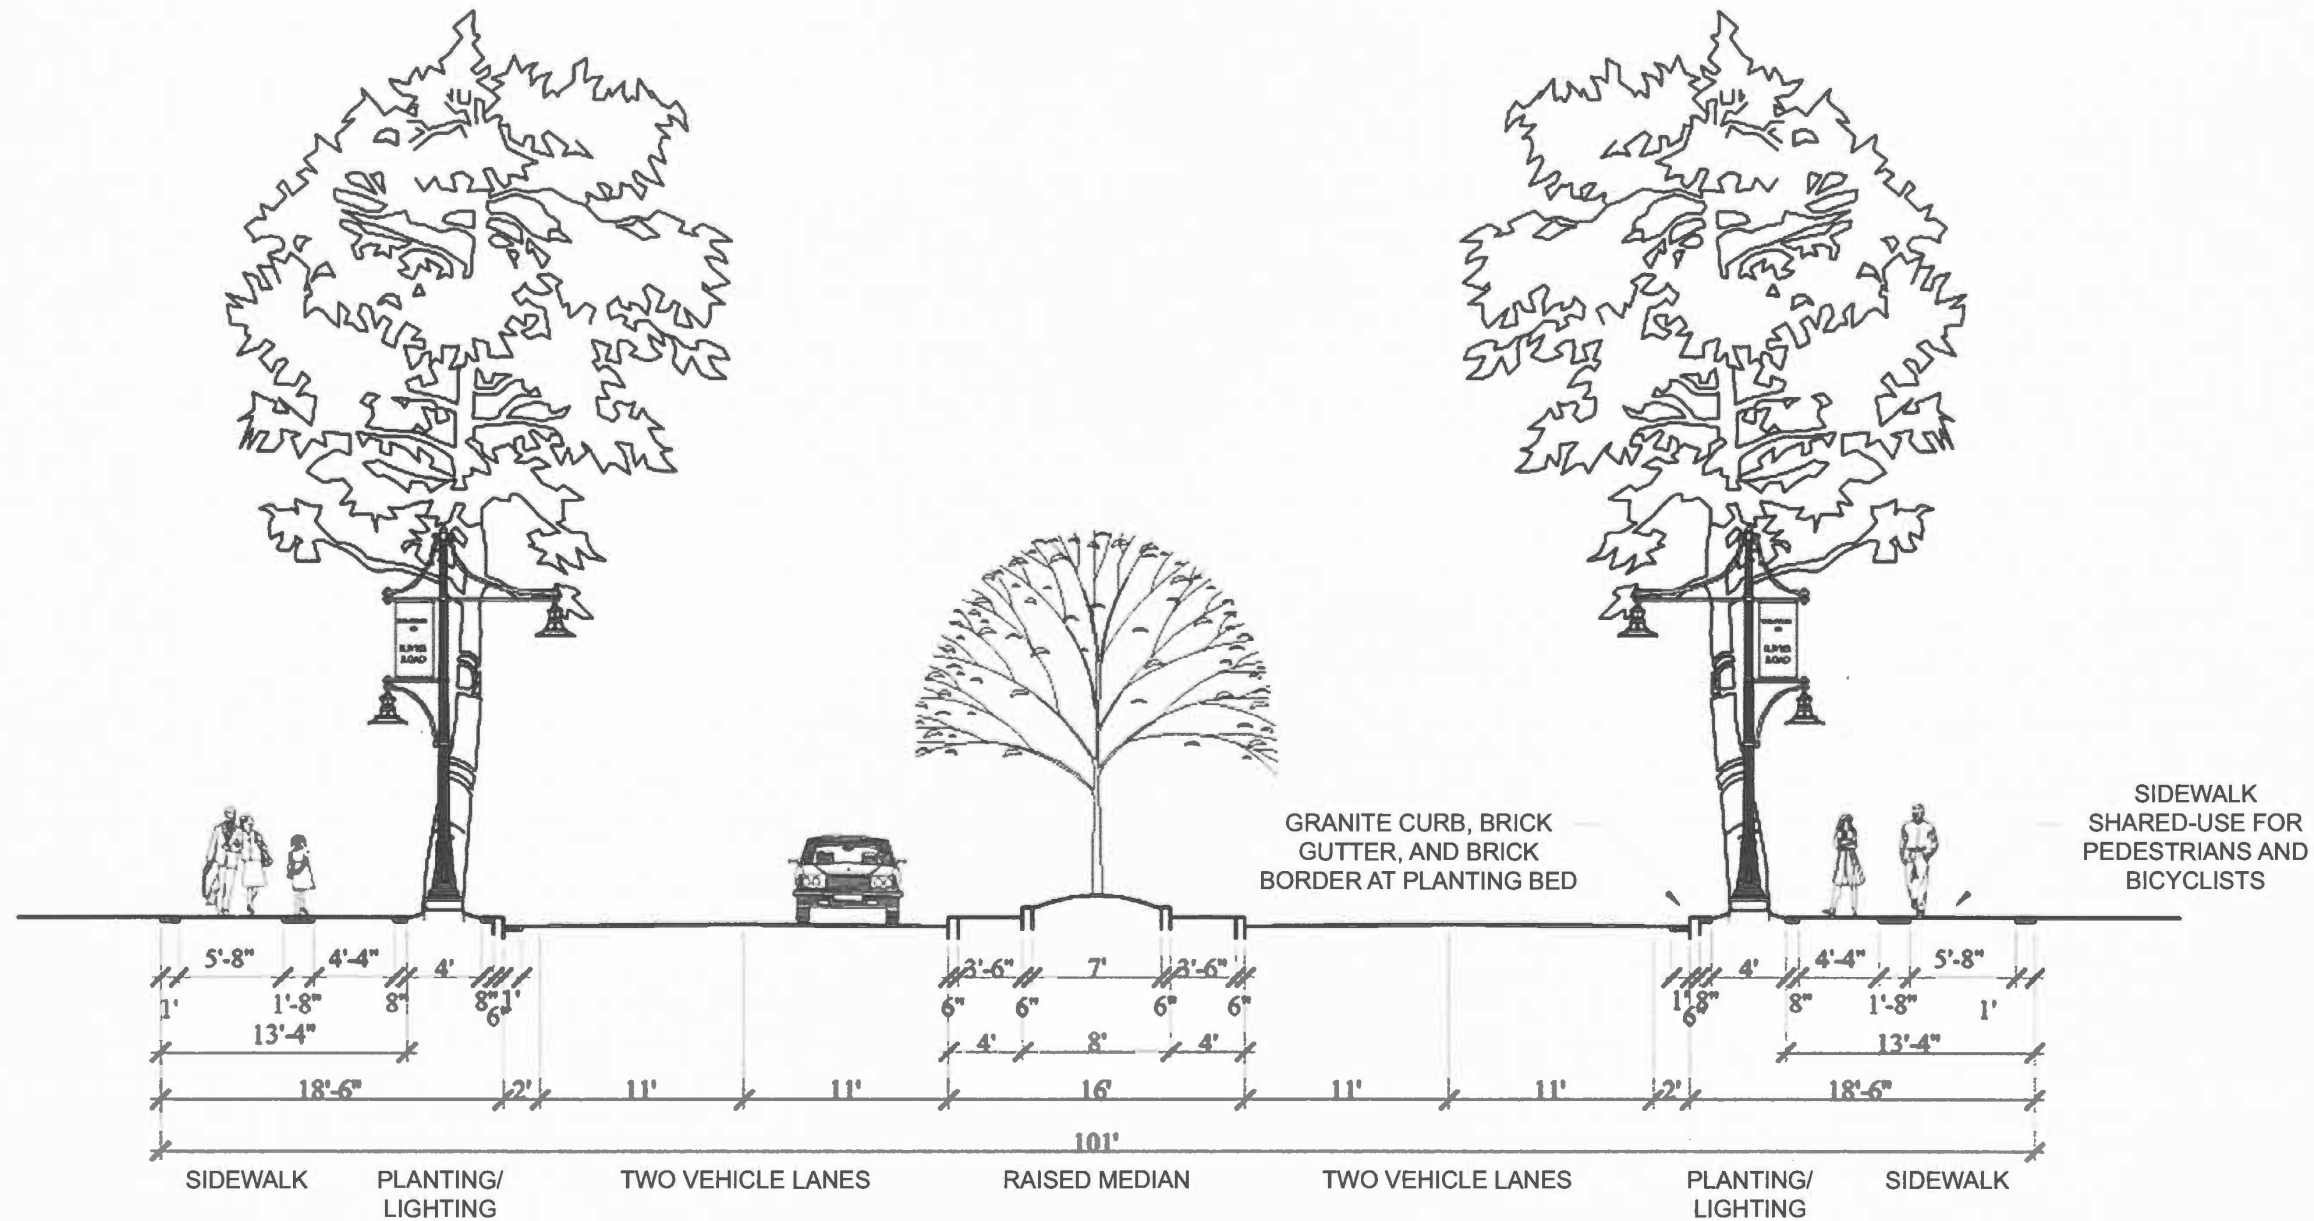 RIVER
ROAD
RIVER
ROAD
GRANITE CURB, BRICK
GUTTER, AND BRICK
BORDER AT PLANTING BED
SIDEWALK
SHARED-USE FOR
PEDESTRIANS AND
BICYCLISTS
5'-8" 4'-4" 4' 3'-6" 7' 3'-6" 4' 4'-4" 5'-8"
1' 1'-8" 8" 8" 6" 1' 6" 6" 6" 6" 1' 6" 8" 8" 1'-8" 1'
13'-4" 4' 8' 4' 13'-4"
18'-6" 2' 11' 11' 16' 11' 11' 2' 18'-6"
101'
SIDEWALK
PLANTING/
LIGHTING
TWO VEHICLE LANES
RAISED MEDIAN
TWO VEHICLE LANES
PLANTING/
LIGHTING
SIDEWALK